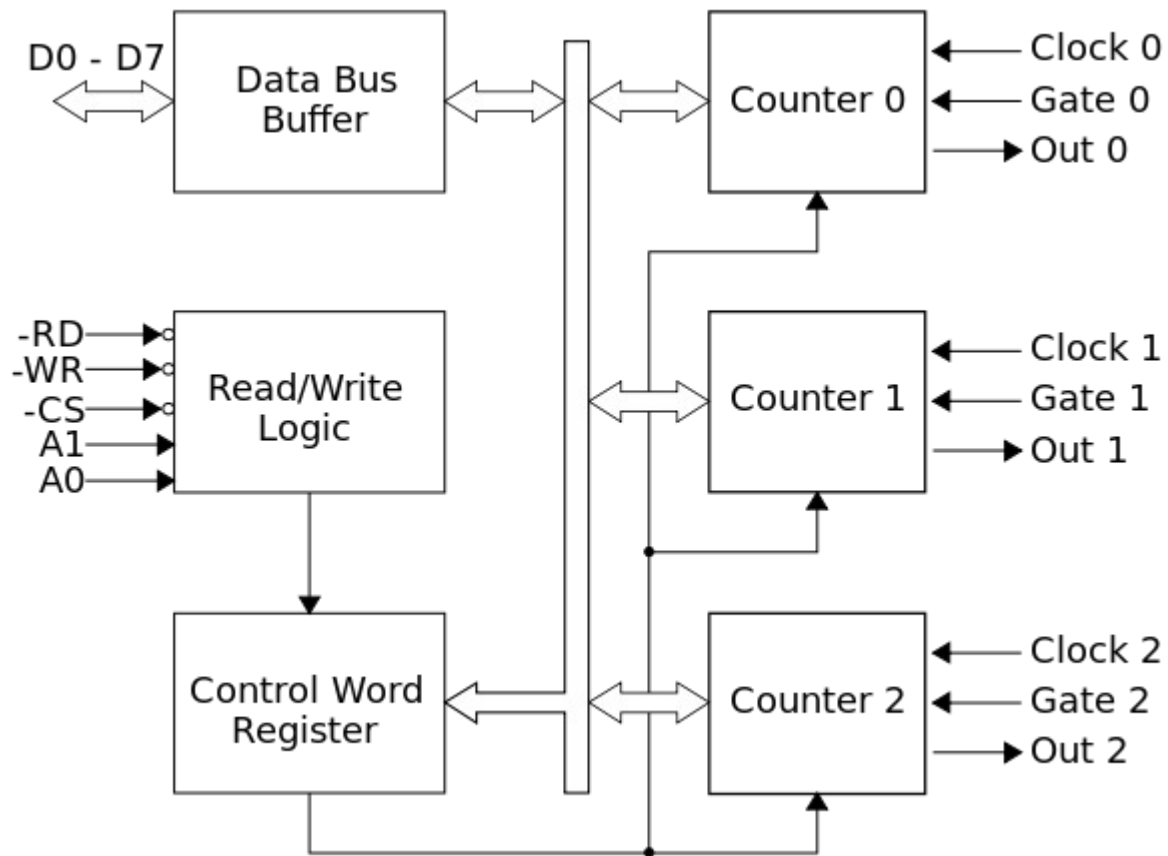 D0 - D7
Data Bus
Buffer
Counter 0
Clock 0
Gate 0
Out 0
-RD
-WR
-CS
A1
A0
Read/Write
Logic
Counter 1
Clock 1
Gate 1
Out 1
Control Word
Register
Counter 2
Clock 2
Gate 2
Out 2